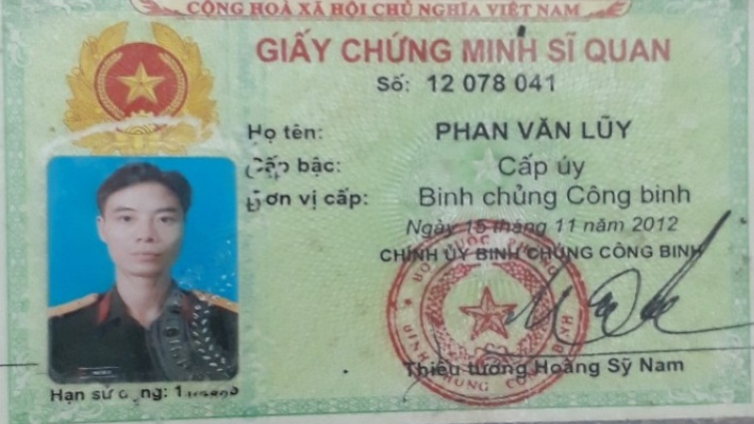 CỘNG HOÀ XÃ HỘI CHỦ NGHĨA VIỆT NAM
GIẤY CHỨNG MINH SĨ QUAN
Số: 12 078 041
Họ tên: PHAN VĂN LŨY
Cấp bậc: Cấp úy
Đơn vị cấp: Binh chủng Công binh
Ngày 15 tháng 11 năm 2012
CHÍNH ỦY BINH CHỦNG CÔNG BINH
Thiếu tướng Hoàng Sỹ Nam
Hạn sử dụng: